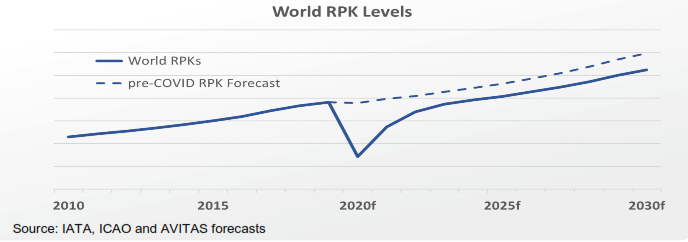 World RPK Levels
World RPKs
pre-COVID RPK Forecast
2010 2015 2020f 2025f 2030f
Source: IATA, ICAO and AVITAS forecasts